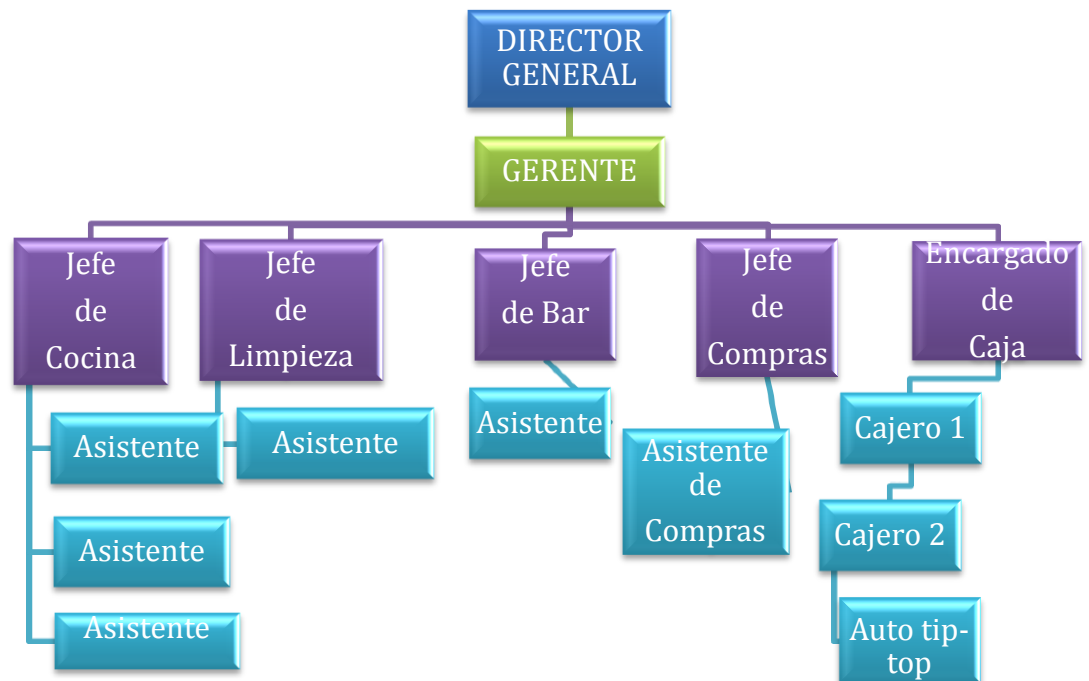 DIRECTOR
GENERAL
GERENTE
Jefe
de
Cocina
Jefe
de
Limpieza
Jefe
de Bar
Jefe
de
Compras
Encargado
de
Caja
Asistente
Asistente
Asistente
Asistente
Asistente
Asistente
de
Compras
Cajero 1
Cajero 2
Auto tip-
top